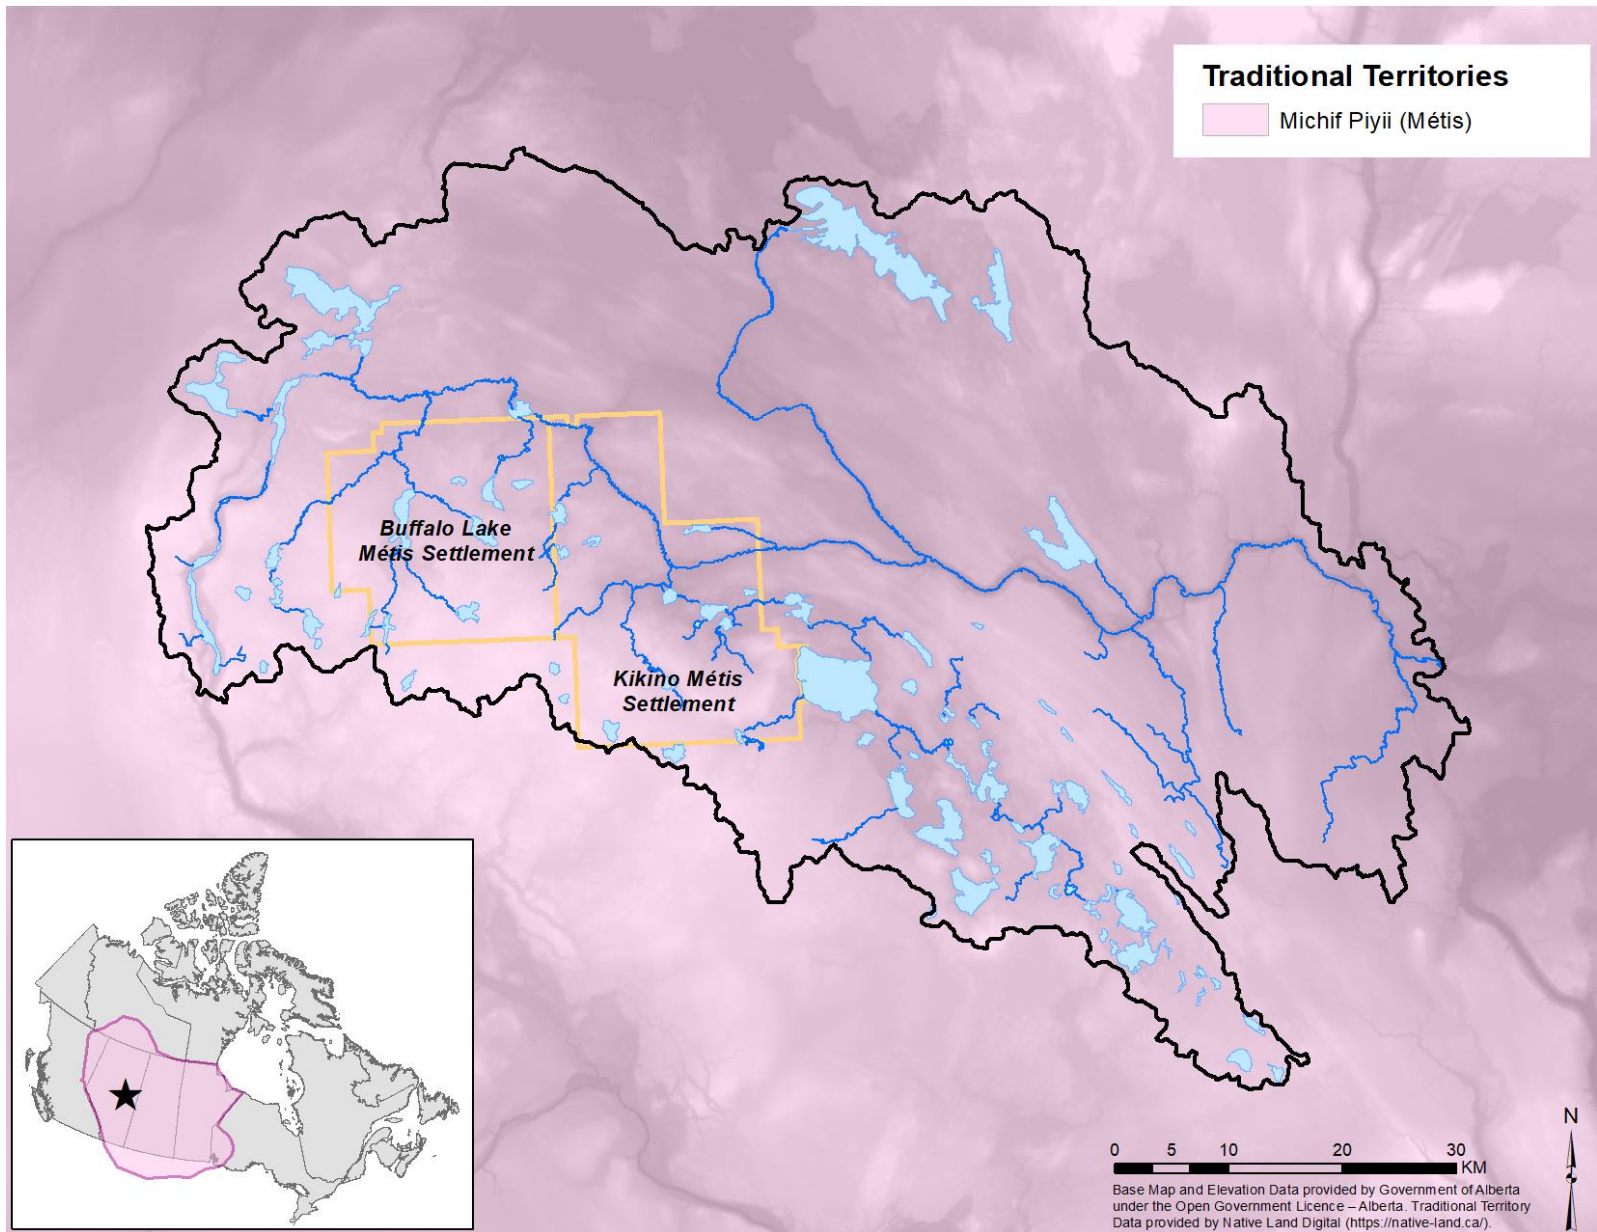 Traditional Territories
Michif Piyii (Métis)
Buffalo Lake
Métis Settlement
Kikino Métis
Settlement
N
0 5 10 20 30
KM
Base Map and Elevation Data provided by Government of Alberta
under the Open Government Licence – Alberta. Traditional Territory
Data provided by Native Land Digital (https://native-land.ca/).